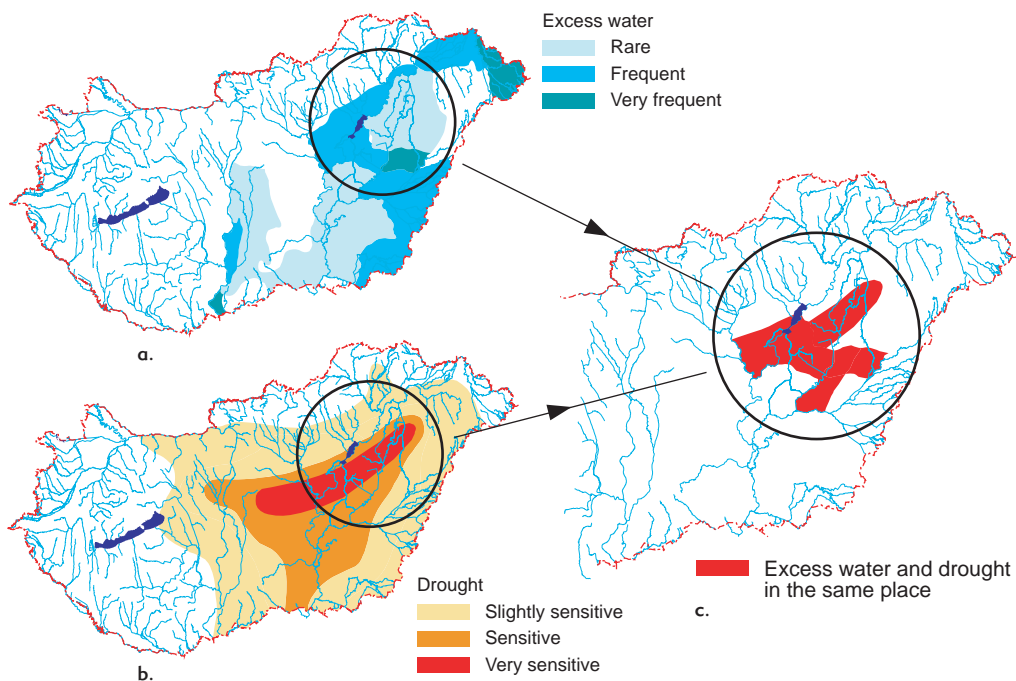 Excess water
Rare
Frequent
Very frequent
a.
Drought
Slightly sensitive
Sensitive
Very sensitive
b.
Excess water and drought
in the same place
c.